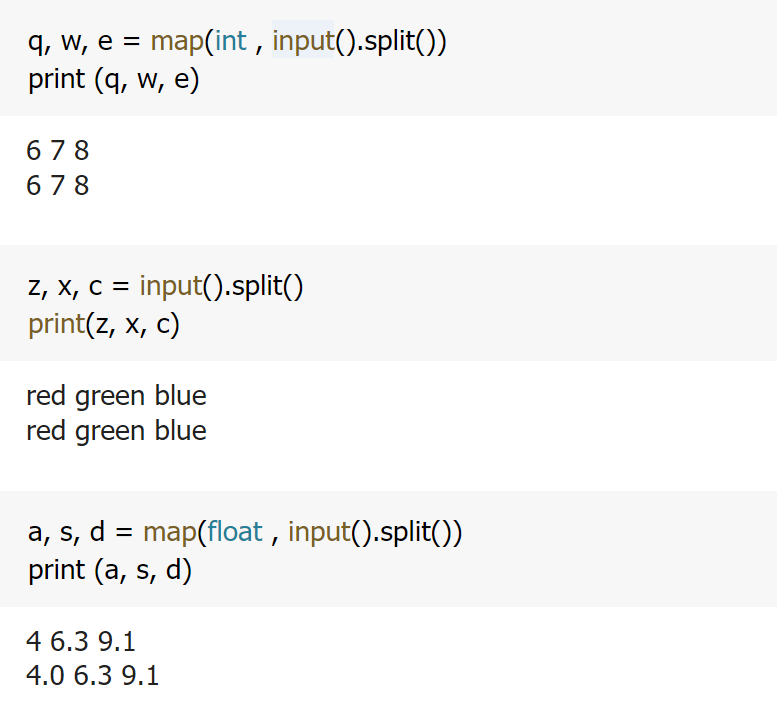 q, w, e = map(int , input().split())
print (q, w, e)
6 7 8
6 7 8
z, x, c = input().split()
print(z, x, c)
red green blue
red green blue
a, s, d = map(float , input().split())
print (a, s, d)
4 6.3 9.1
4.0 6.3 9.1